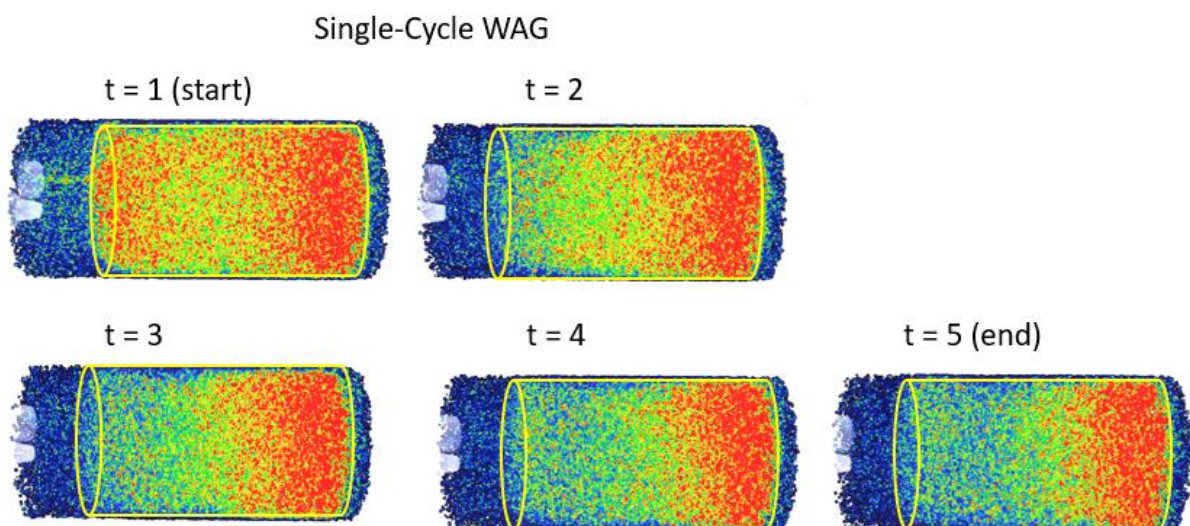 Single-Cycle WAG
t = 1 (start)
t = 2
t = 3
t = 4
t = 5 (end)